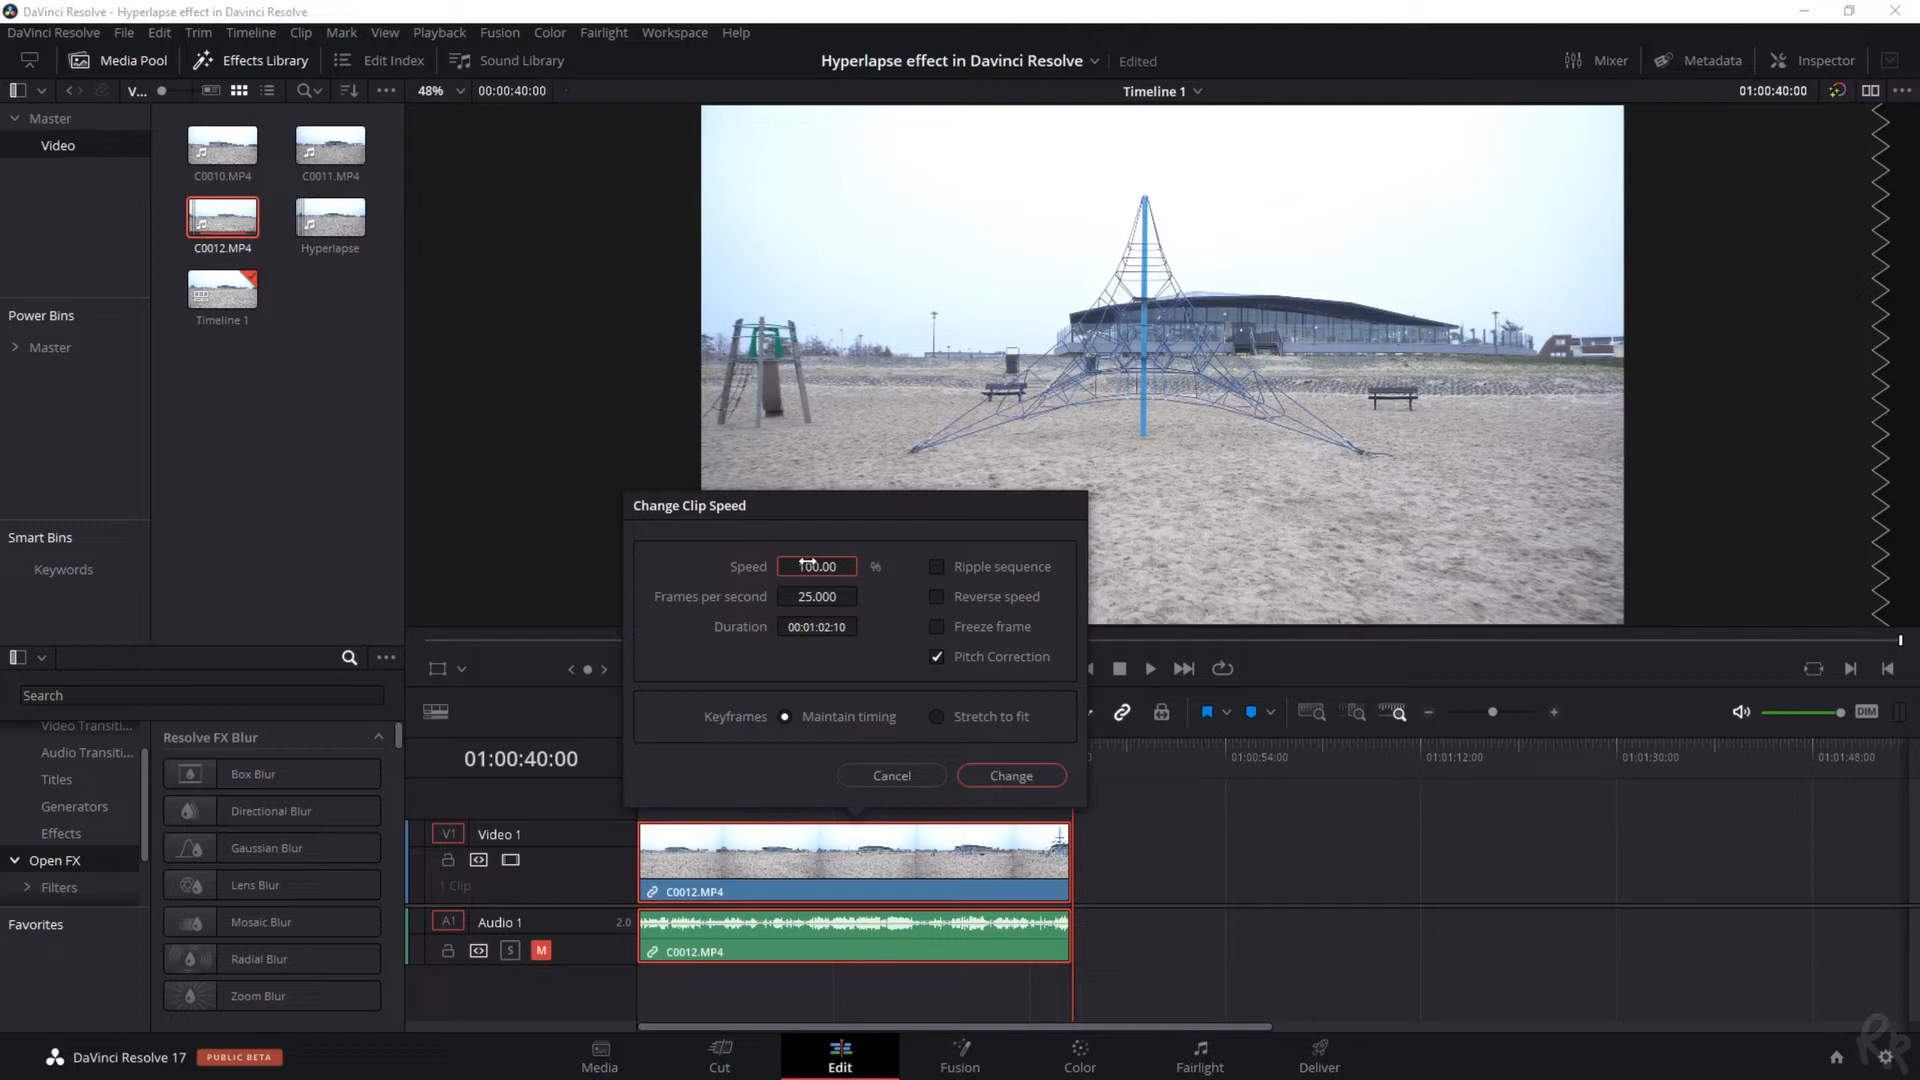 DaVinci Resolve - Hyperlapse effect in Davinci Resolve
DaVinci Resolve File Edit Trim Timeline Clip Mark View Playback Fusion Color Fairlight Workspace Help
Media Pool Effects Library Edit Index Sound Library Hyperlapse effect in Davinci Resolve Edited Mixer Metadata Inspector
V... 48% 00:00:40:00 Timeline 1 01:00:40:00
Master
Video
C0010.MP4 C0011.MP4
C0012.MP4 Hyperlapse
Timeline 1
Power Bins
Master
Smart Bins
Keywords
Change Clip Speed
Speed 100.00 % Ripple sequence
Frames per second 25.000 Reverse speed
Duration 00:01:02:10 Freeze frame
Pitch Correction
Keyframes Maintain timing Stretch to fit
Cancel Change
Search
Video Transiti...
Audio Transiti...
Titles
Generators
Effects
Open FX
Filters
Favorites
Resolve FX Blur
Box Blur
Directional Blur
Gaussian Blur
Lens Blur
Mosaic Blur
Radial Blur
Zoom Blur
DIM
01:00:40:00
01:00:54:00 01:01:12:00 01:01:30:00 01:01:48:00
V1 Video 1
1 Clip
C0012.MP4
A1 Audio 1 2.0
S M
C0012.MP4
DaVinci Resolve 17 PUBLIC BETA
Media Cut Edit Fusion Color Fairlight Deliver